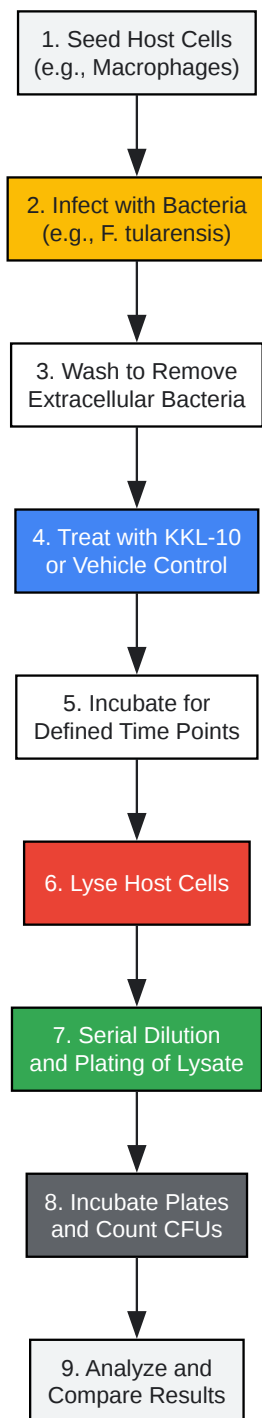 1. Seed Host Cells
(e.g., Macrophages)
2. Infect with Bacteria
(e.g., F. tularensis)
3. Wash to Remove
Extracellular Bacteria
4. Treat with KKL-10
or Vehicle Control
5. Incubate for
Defined Time Points
6. Lyse Host Cells
7. Serial Dilution
and Plating of Lysate
8. Incubate Plates
and Count CFUs
9. Analyze and
Compare Results